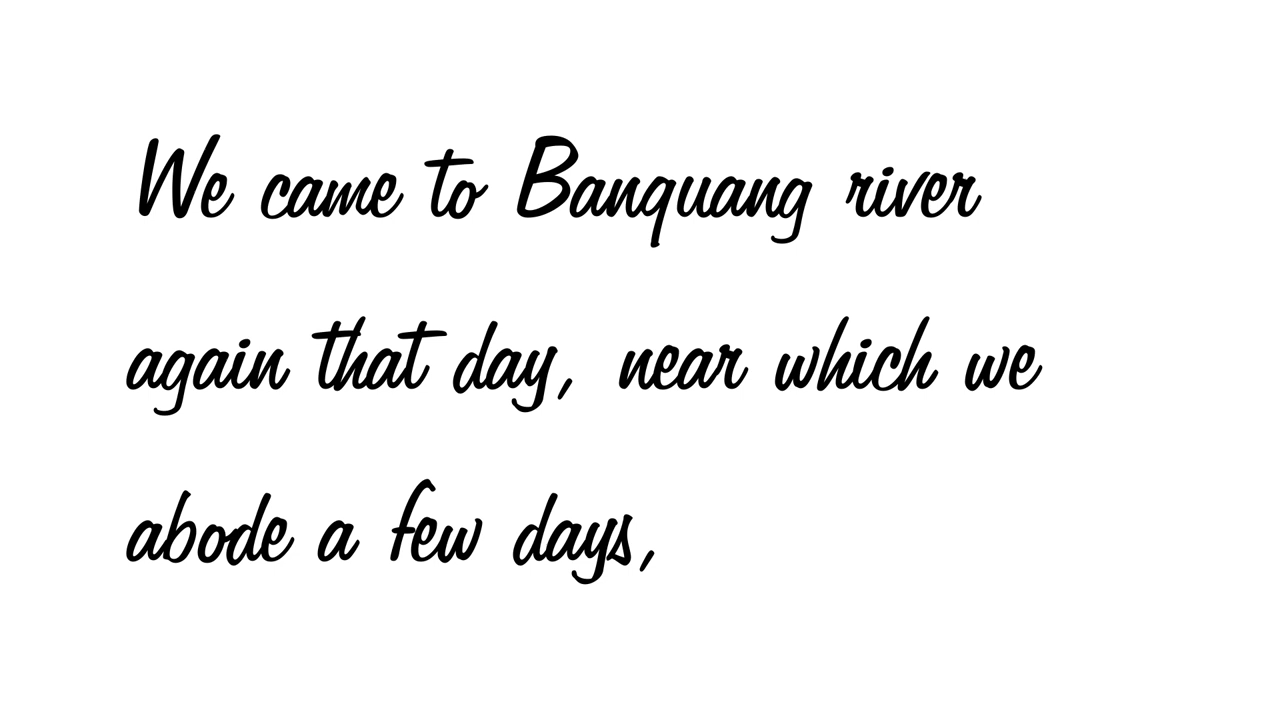 We came to Banquang river
again that day, near which we
abode a few days,